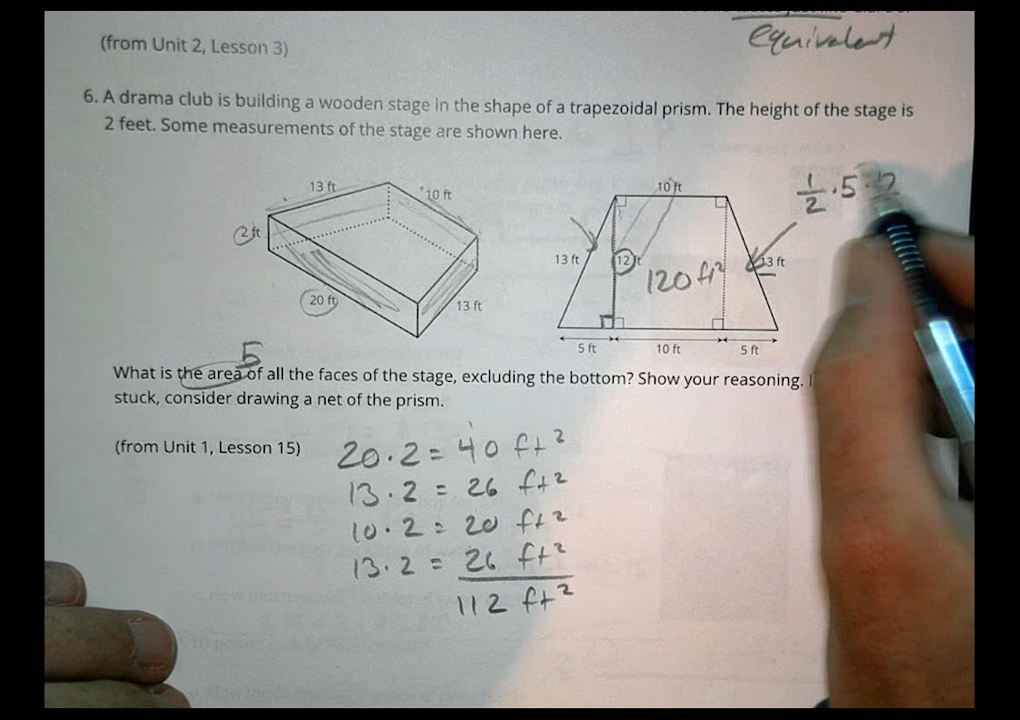 equivalent
(from Unit 2, Lesson 3)
6. A drama club is building a wooden stage in the shape of a trapezoidal prism. The height of the stage is
2 feet. Some measurements of the stage are shown here.
13 ft
10 ft
2 ft
20 ft
13 ft
10 ft
13 ft
12
120 ft²
13 ft
5 ft
10 ft
5 ft
1/2 · 5 ·
5
What is the area of all the faces of the stage, excluding the bottom? Show your reasoning.
stuck, consider drawing a net of the prism.
(from Unit 1, Lesson 15)
20 · 2 = 40 ft²
13 · 2 = 26 ft²
10 · 2 = 20 ft²
13 · 2 = 26 ft²
112 ft²